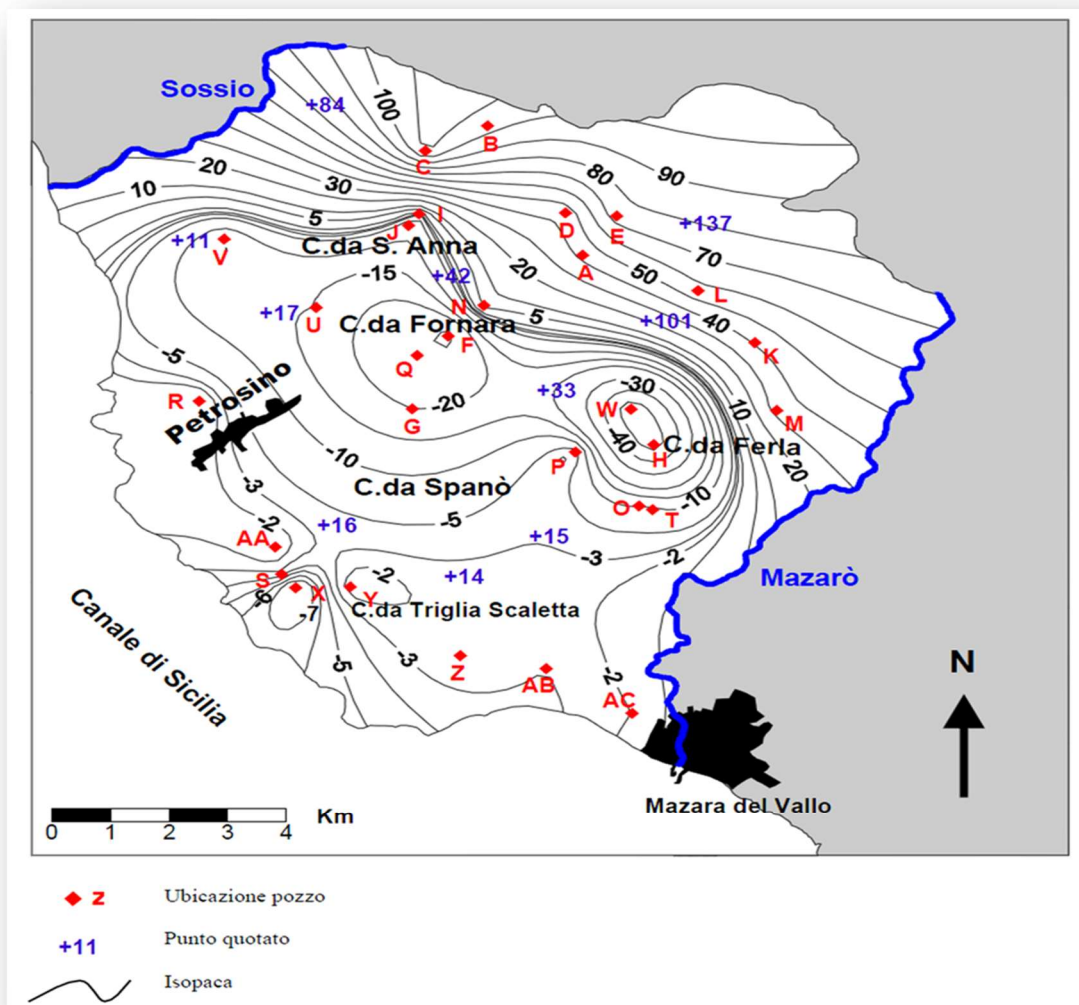 Sossio
+84
100
B
C
20
30
10
5
80
90
+137
I
J
D
E
+11
V
C.da S. Anna
-15
+42
20
A
50
70
L
+17
U
N
5
C.da Fornara
F
Q
+101
40
K
-5
R
Petrosino
+33
-30
-20
G
W
10
M
-40
C.da Ferla
H
20
-10
P
-3
C.da Spanò
-10
O
T
-2
+16
-5
+15
AA
-3
-2
S
+14
Mazarò
-2
X
Y
-6
-7
C.da Triglia Scaletta
Canale di Sicilia
-5
-3
Z
AB
-2
AC
N
Mazara del Vallo
Km
0 1 2 3 4
z Ubicazione pozzo
+11 Punto quotato
Isopaca